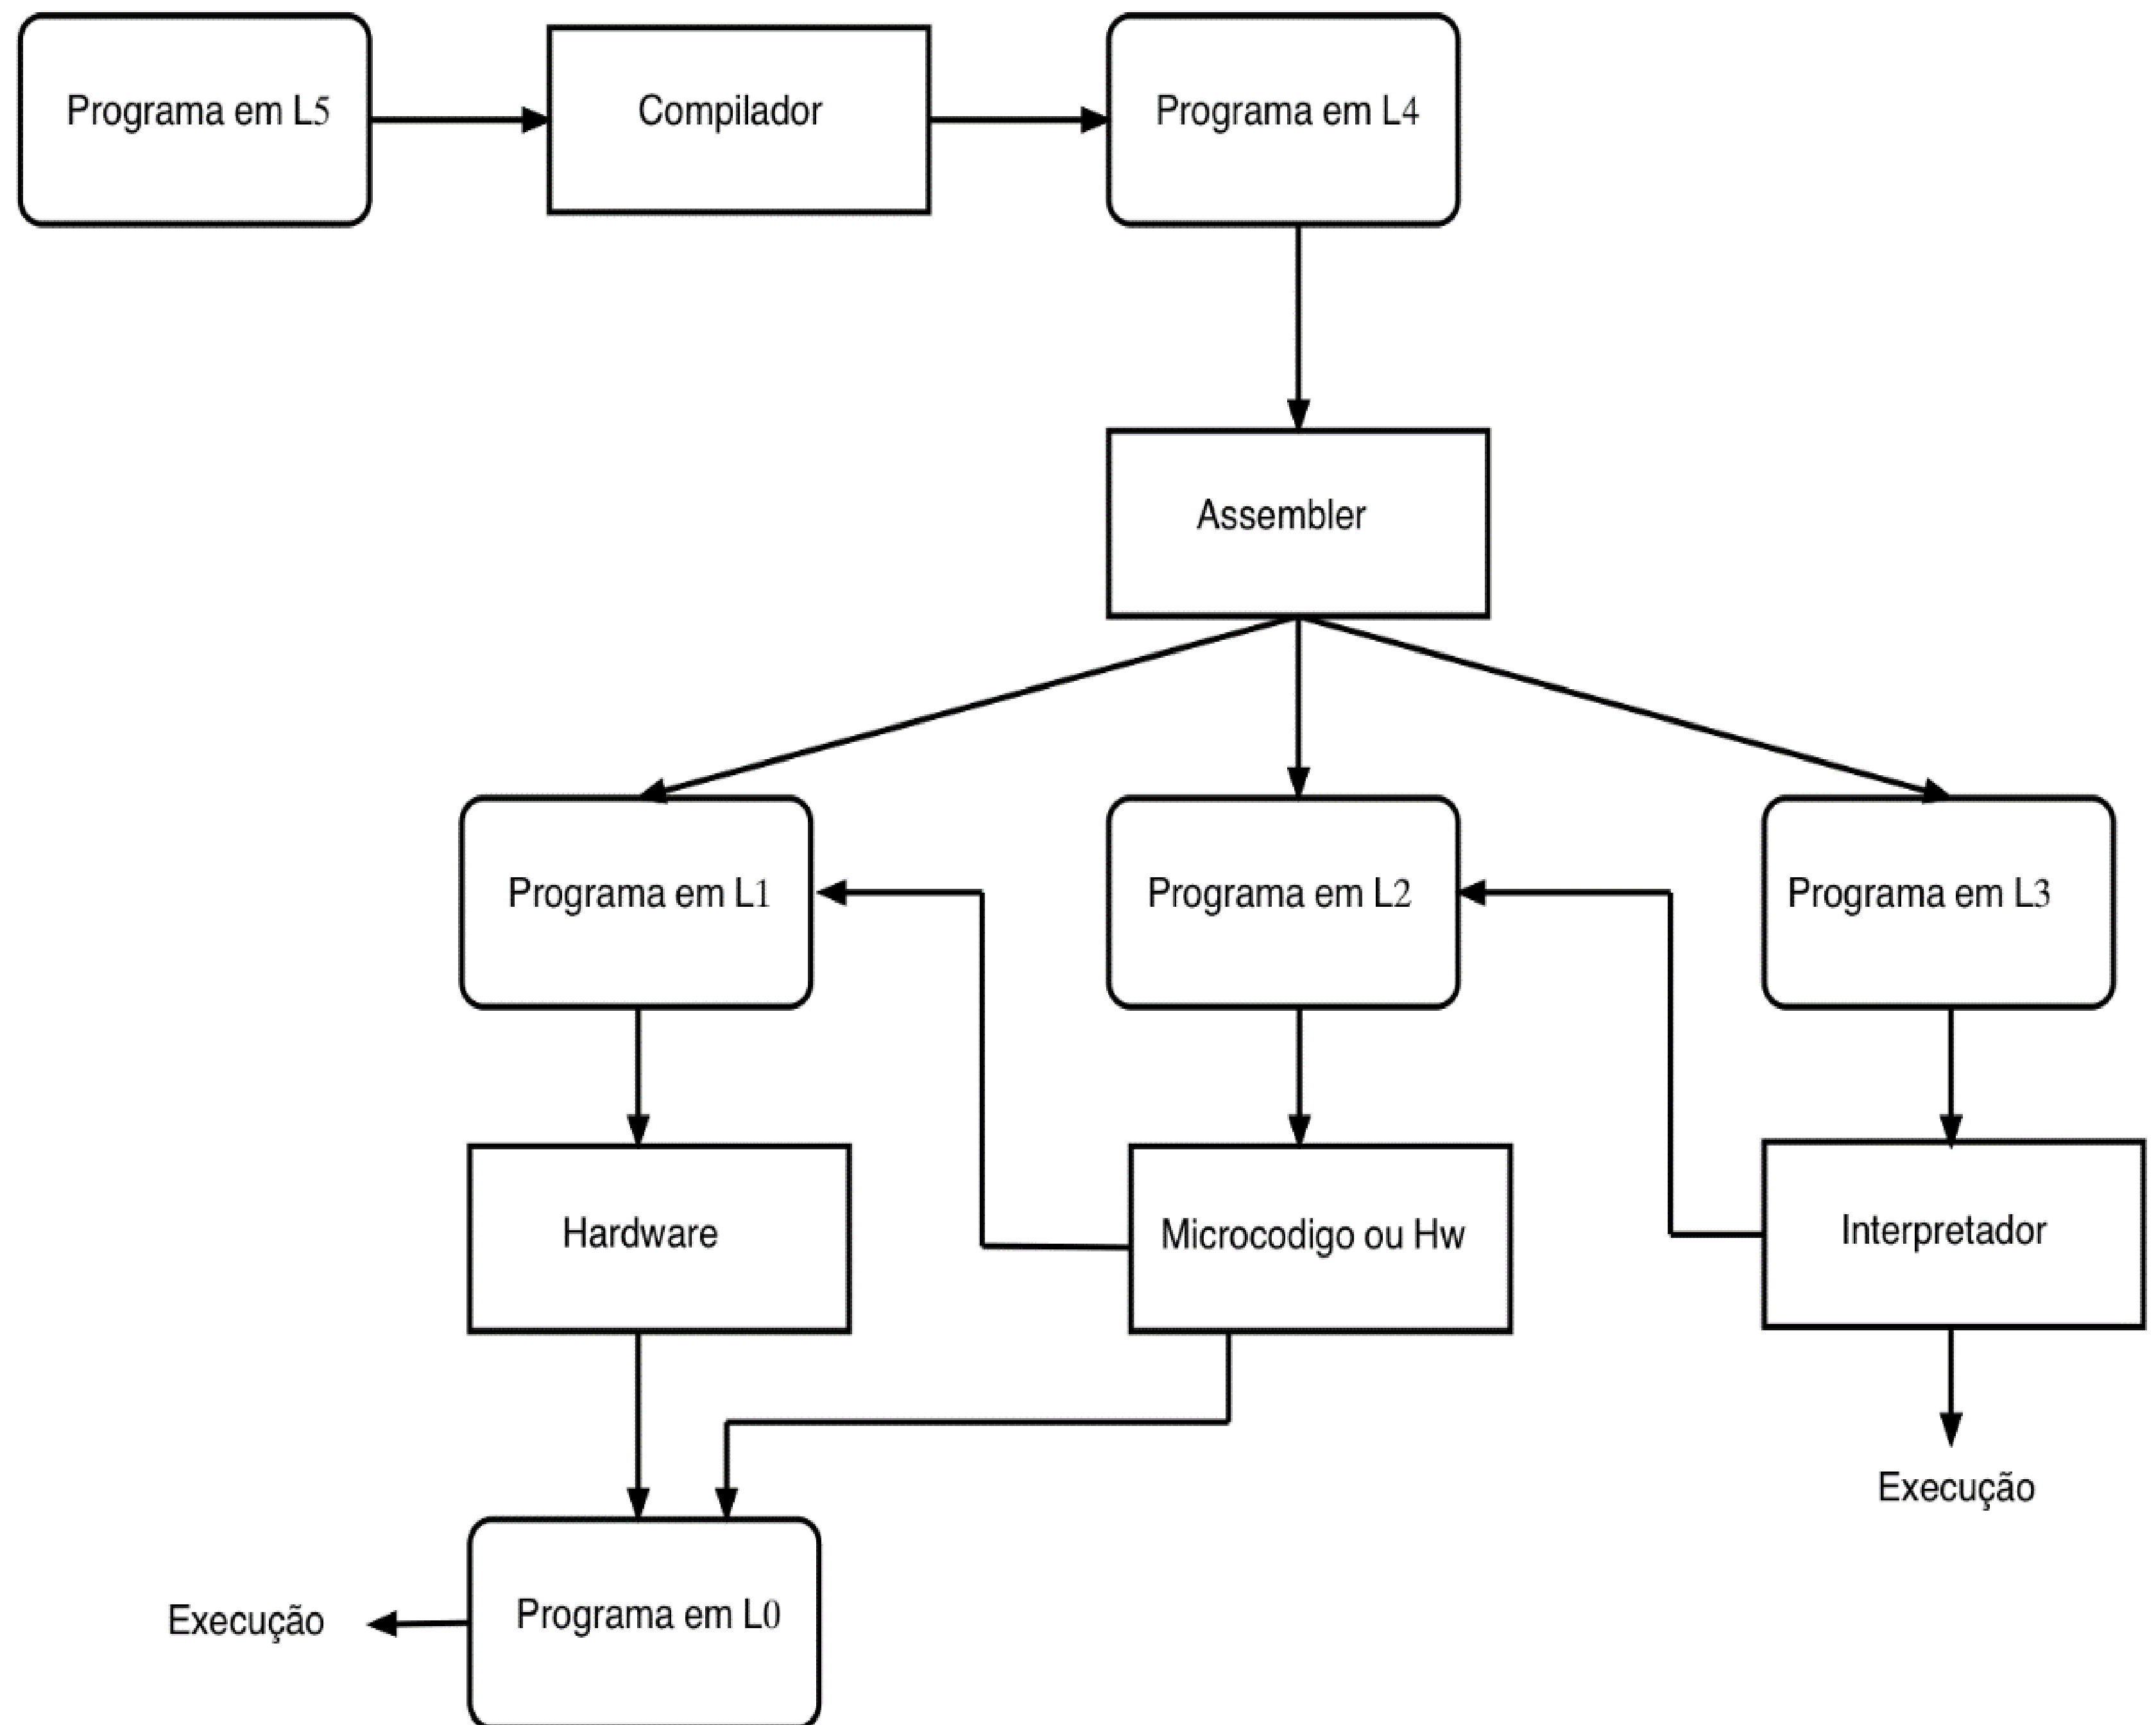 Programa em L5
Compilador
Programa em L4
Assembler
Programa em L1
Programa em L2
Programa em L3
Hardware
Microcodigo ou Hw
Interpretador
Execução
Execução
Programa em L0